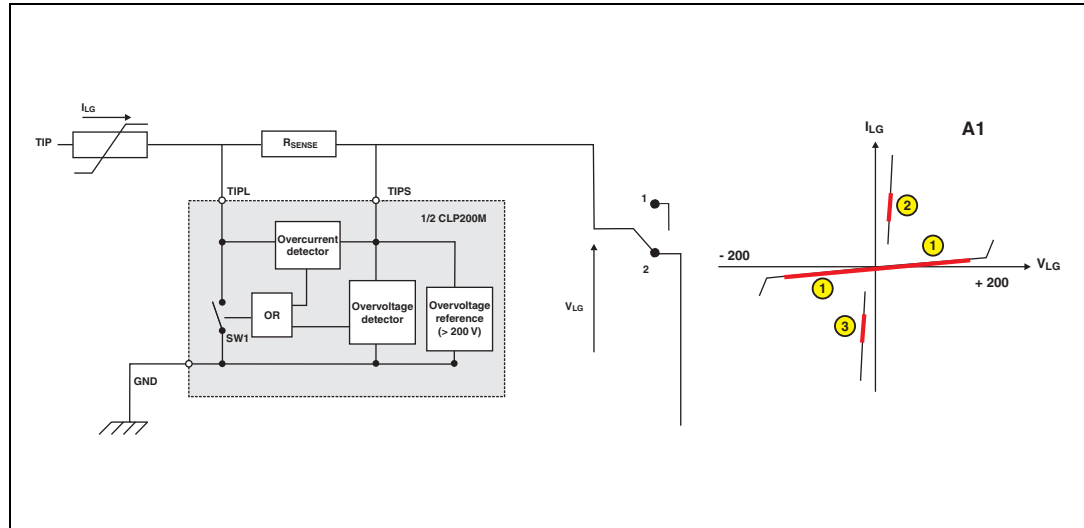 ILG
TIP
RSENSE
TIPL
TIPS
1/2 CLP200M
Overcurrent
detector
OR
SW1
Overvoltage
detector
Overvoltage
reference
(> 200 V)
GND
VLG
1
2
ILG
A1
2
1
- 200
VLG
+ 200
1
3